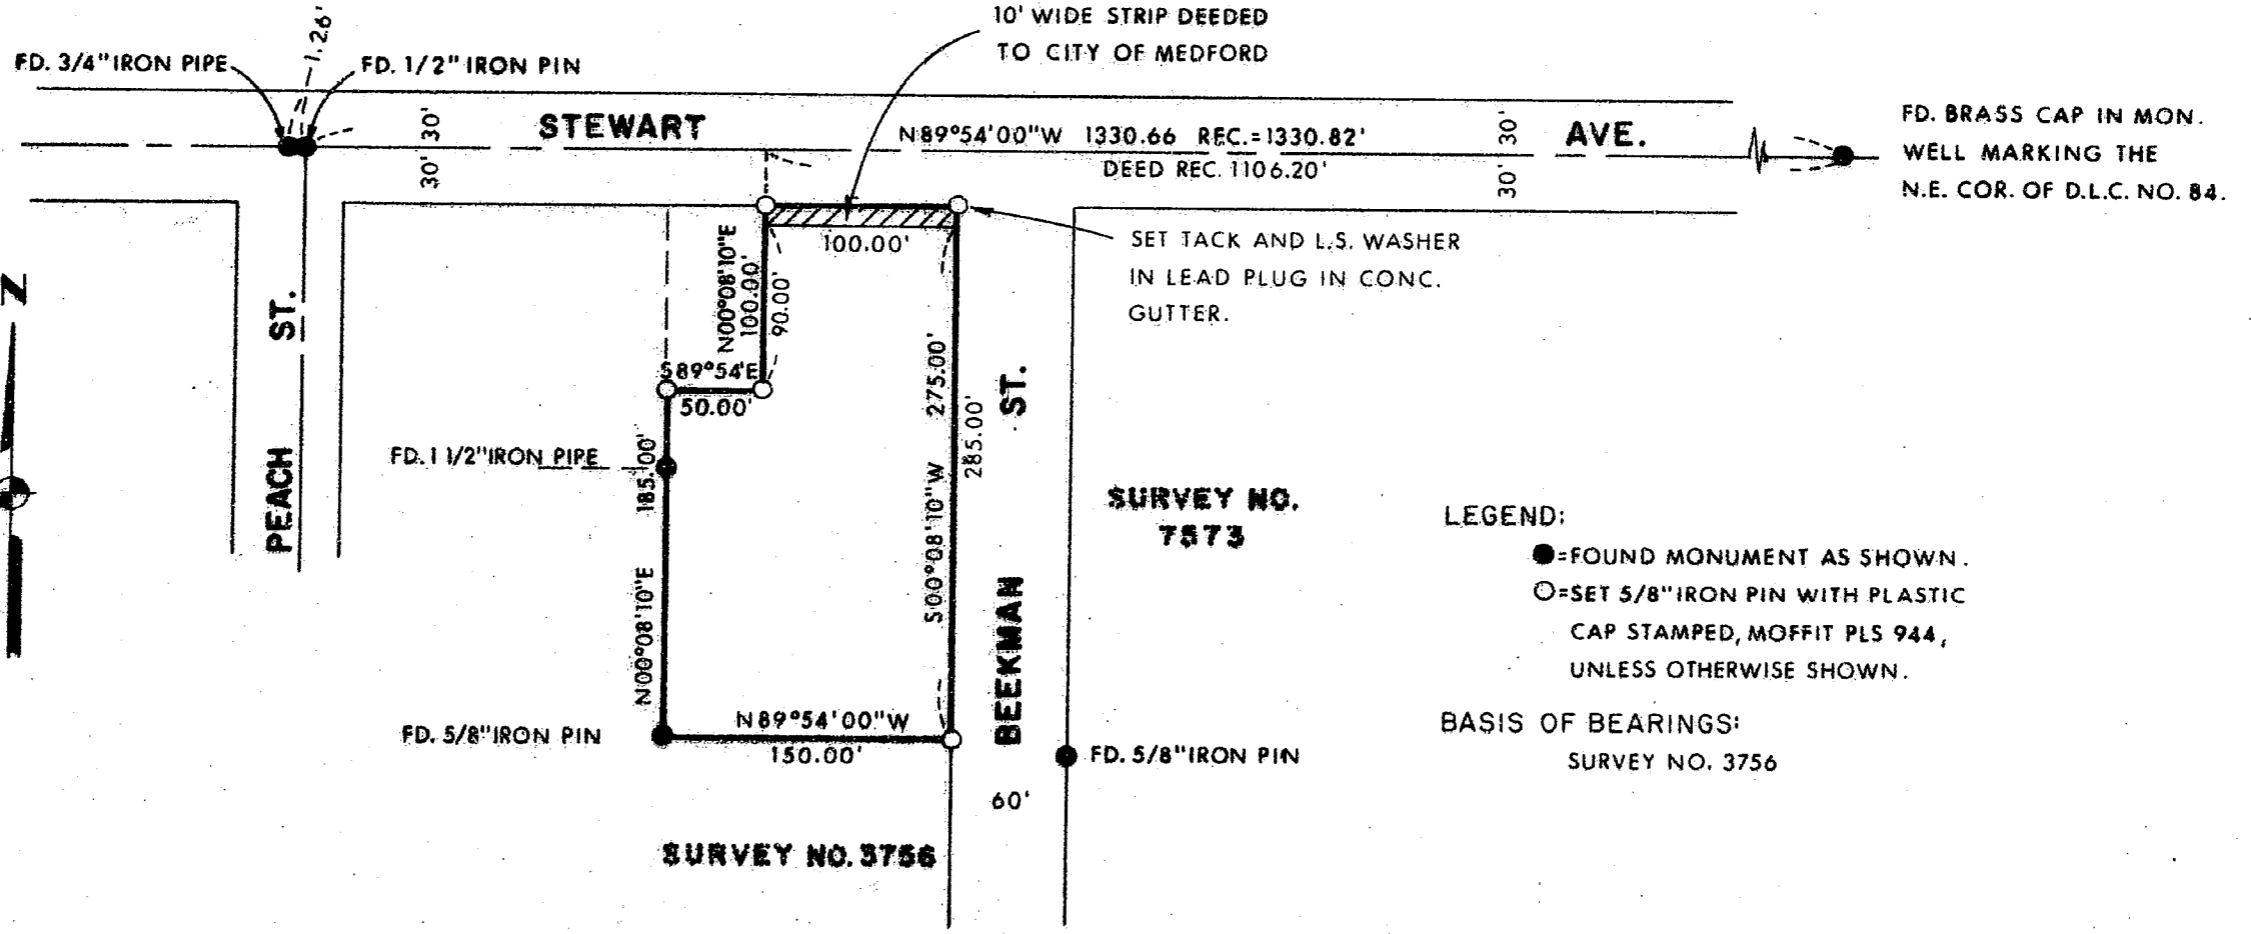 10' WIDE STRIP DEEDED
TO CITY OF MEDFORD
1.26'
FD. 3/4" IRON PIPE
FD. 1/2" IRON PIN
30'
30'
STEWART
N89°54'00"W 1330.66 REC.=1330.82'
DEED REC. 1106.20'
30'
30'
AVE.
FD. BRASS CAP IN MON.
WELL MARKING THE
N.E. COR. OF D.L.C. NO. 84.
100.00'
SET TACK AND L.S. WASHER
IN LEAD PLUG IN CONC.
GUTTER.
N
PEACH ST.
N00°08'10"E
100.00'
90.00'
S89°54'E
50.00'
FD. 1 1/2" IRON PIPE
N00°08'10"E 185.00'
S00°08'10"W 275.00'
285.00'
BEEKMAN ST.
SURVEY NO.
7573
LEGEND:
=FOUND MONUMENT AS SHOWN.
=SET 5/8" IRON PIN WITH PLASTIC
CAP STAMPED, MOFFIT PLS 944,
UNLESS OTHERWISE SHOWN.
BASIS OF BEARINGS:
SURVEY NO. 3756
FD. 5/8" IRON PIN
N89°54'00"W
150.00'
FD. 5/8" IRON PIN
60'
SURVEY NO. 3756